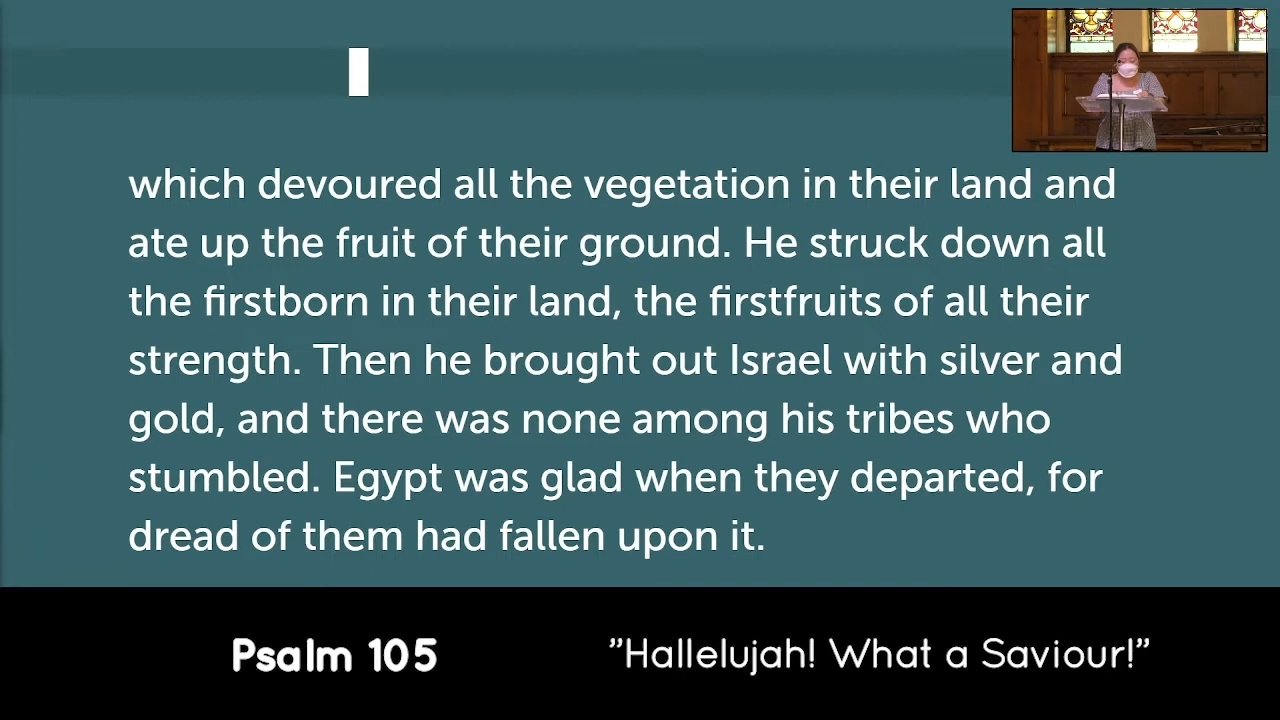 which devoured all the vegetation in their land and
ate up the fruit of their ground. He struck down all
the firstborn in their land, the firstfruits of all their
strength. Then he brought out Israel with silver and
gold, and there was none among his tribes who
stumbled. Egypt was glad when they departed, for
dread of them had fallen upon it.
Psalm 105
”Hallelujah! What a Saviour!”